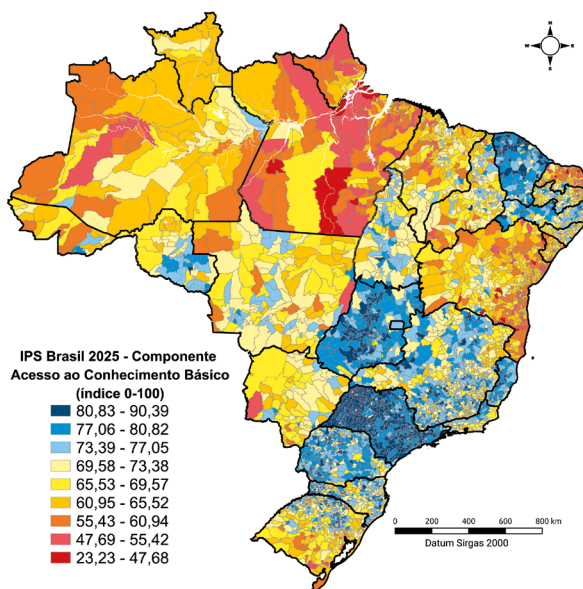 N
W E
S
IPS Brasil 2025 - Componente
Acesso ao Conhecimento Básico
(índice 0-100)
80,83 - 90,39
77,06 - 80,82
73,39 - 77,05
69,58 - 73,38
65,53 - 69,57
60,95 - 65,52
55,43 - 60,94
47,69 - 55,42
23,23 - 47,68
0 200 400 600 800 km
Datum Sirgas 2000